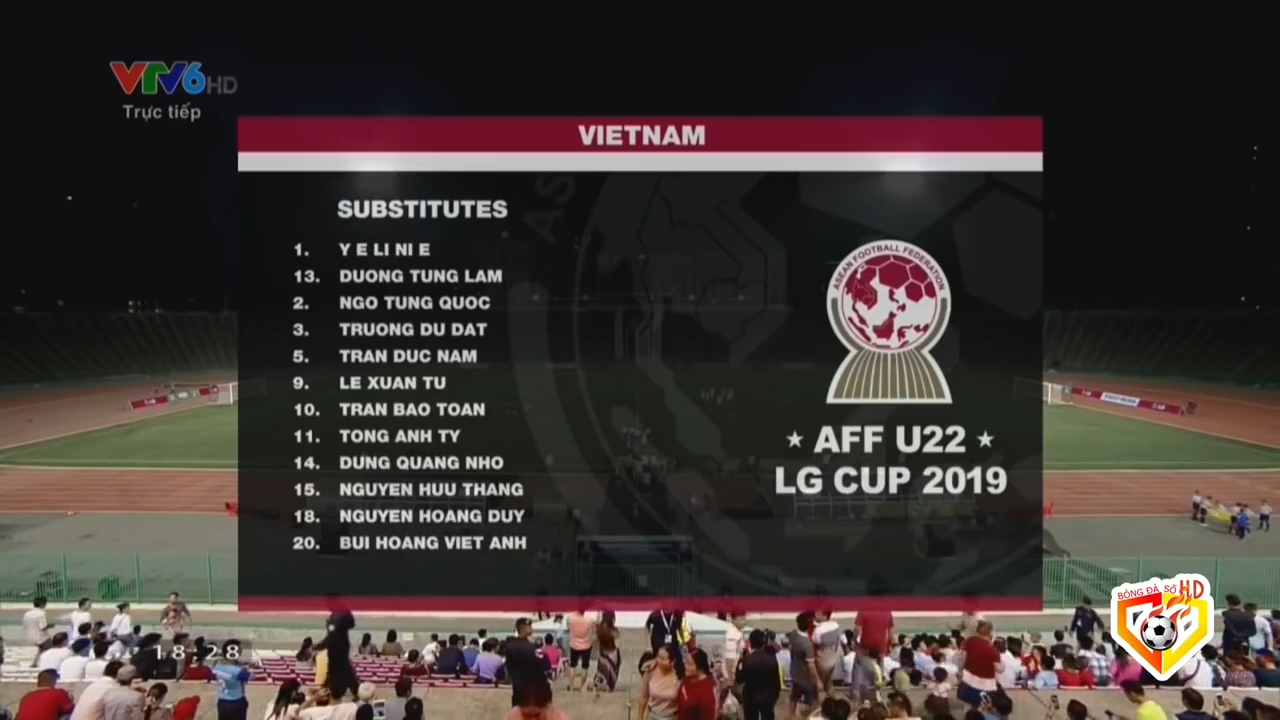 VTV6HD
Trực tiếp
VIETNAM
SUBSTITUTES
1. Y E LI NI E
13. DUONG TUNG LAM
2. NGO TUNG QUOC
3. TRUONG DU DAT
5. TRAN DUC NAM
9. LE XUAN TU
10. TRAN BAO TOAN
11. TONG ANH TY
14. DUNG QUANG NHO
15. NGUYEN HUU THANG
18. NGUYEN HOANG DUY
20. BUI HOANG VIET ANH
ASEAN FOOTBALL FEDERATION
AFF U22
LG CUP 2019
BÓNG ĐÁ SỐ HD
18:28